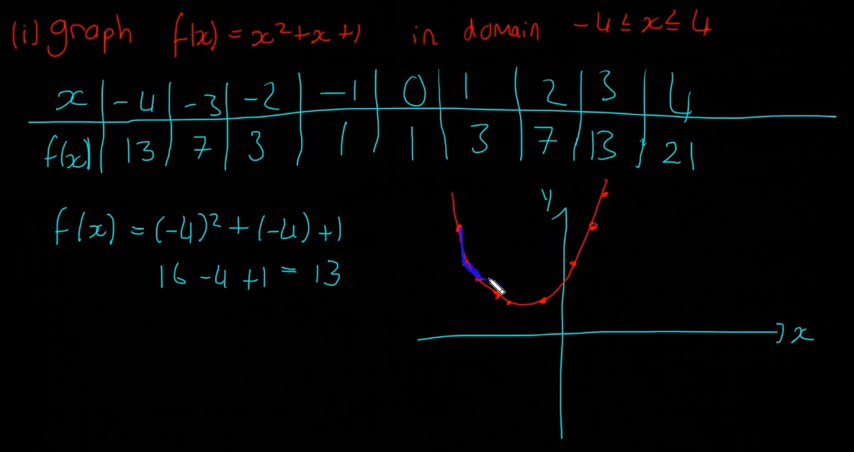 (i) graph f(x) = x²+x+1 in domain -4 ≤ x ≤ 4
x -4 -3 -2 -1 0 1 2 3 4
f(x) 13 7 3 1 1 3 7 13 21
f(x) = (-4)² + (-4) +1
16 -4 +1 = 13
y
x